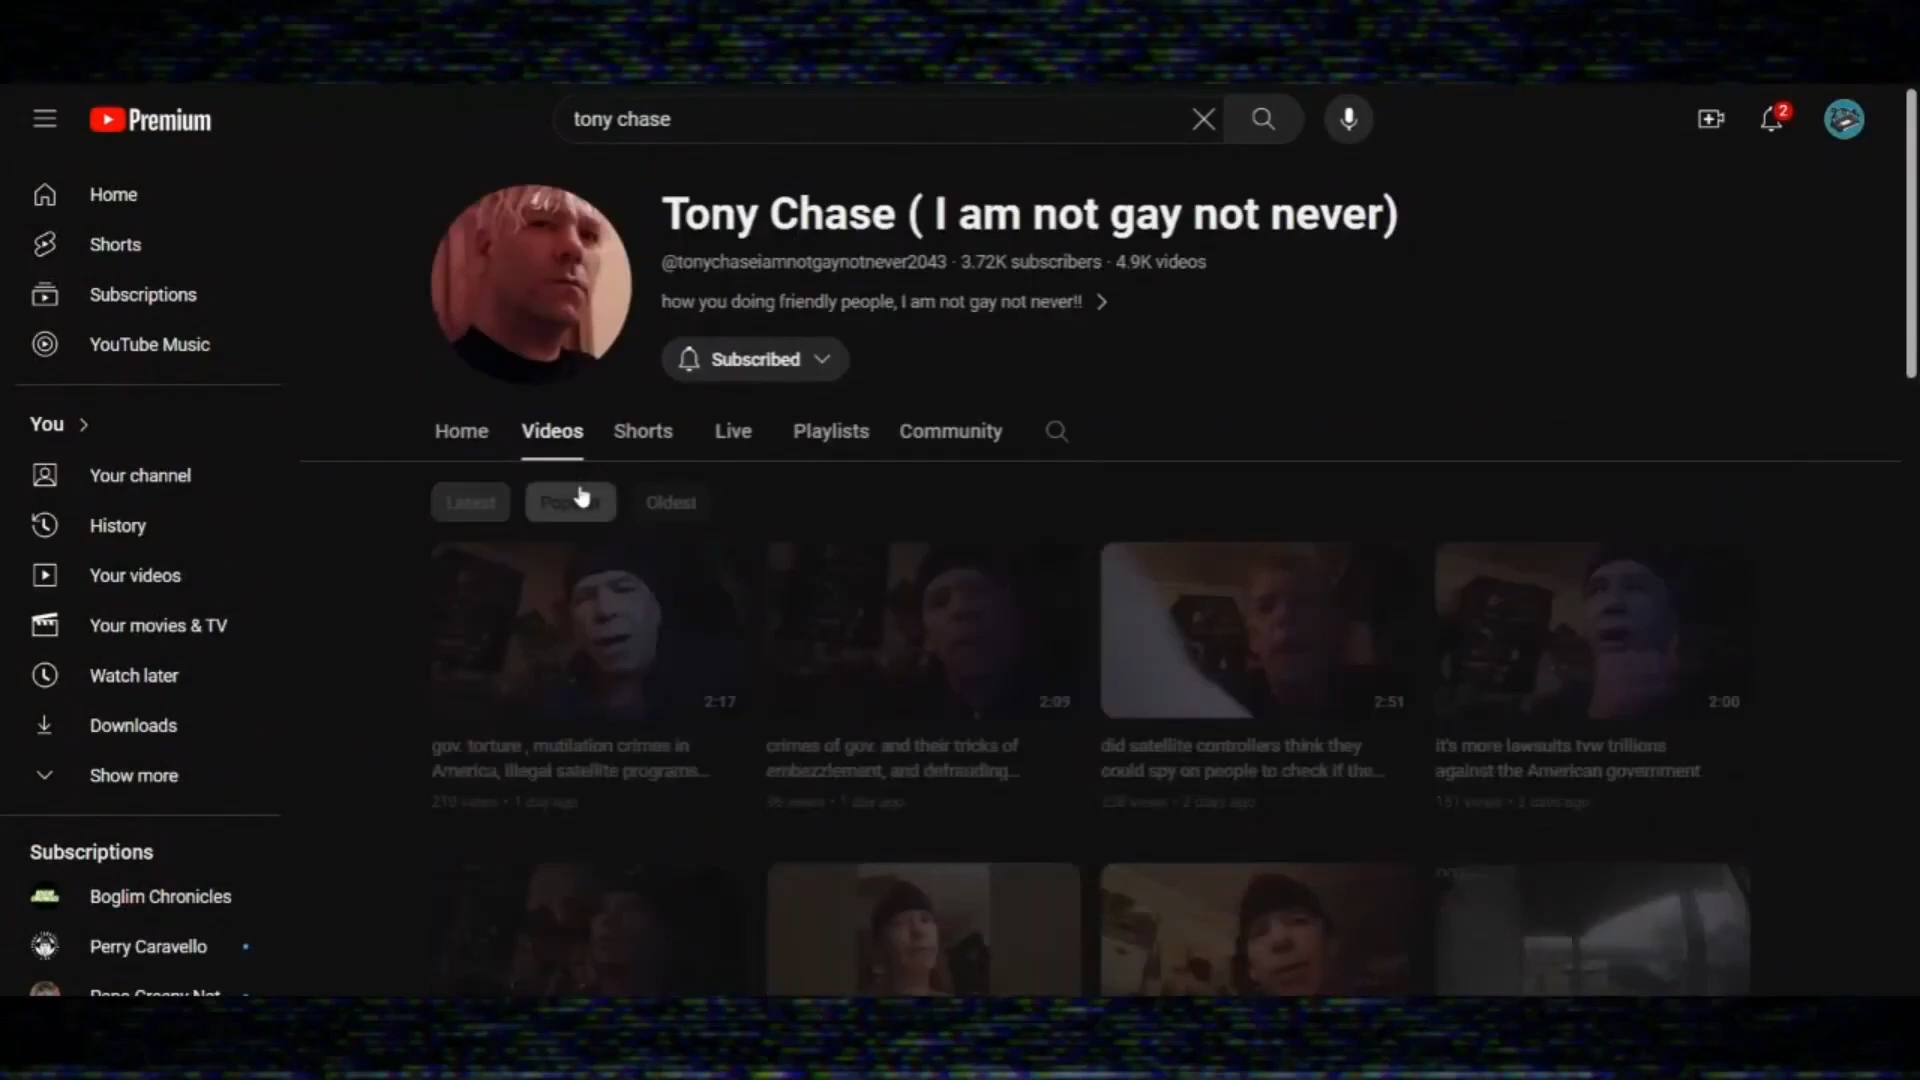 Premium
tony chase
2
Home
Shorts
Subscriptions
YouTube Music
You
Your channel
History
Your videos
Your movies & TV
Watch later
Downloads
Show more
Subscriptions
Boglim Chronicles
Perry Caravello
Tony Chase ( I am not gay not never)
@tonychaseiamnotgaynotnever2043 · 3.72K subscribers · 4.9K videos
how you doing friendly people, I am not gay not never!!
Subscribed
Home Videos Shorts Live Playlists Community
Latest Oldest
2:17 2:09 2:51 2:00
gov. torture , mutilation crimes in
America, illegal satellite programs...
crimes of gov. and their tricks of
embezzlement, and defrauding...
did satellite controllers think they
could spy on people to check if the...
it's more lawsuits tvw trillions
against the American government